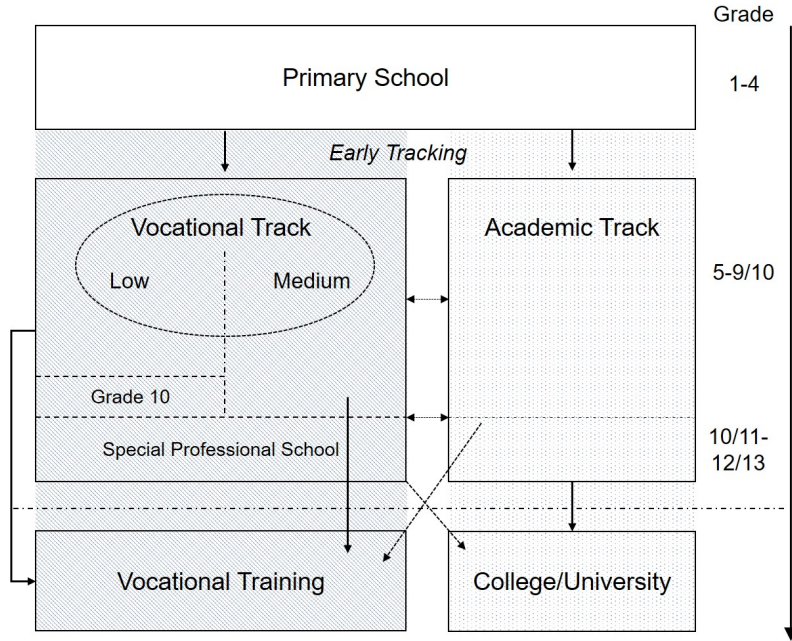 Grade
Primary School
1-4
Early Tracking
Vocational Track
Academic Track
Low
Medium
5-9/10
Grade 10
Special Professional School
10/11-
12/13
Vocational Training
College/University